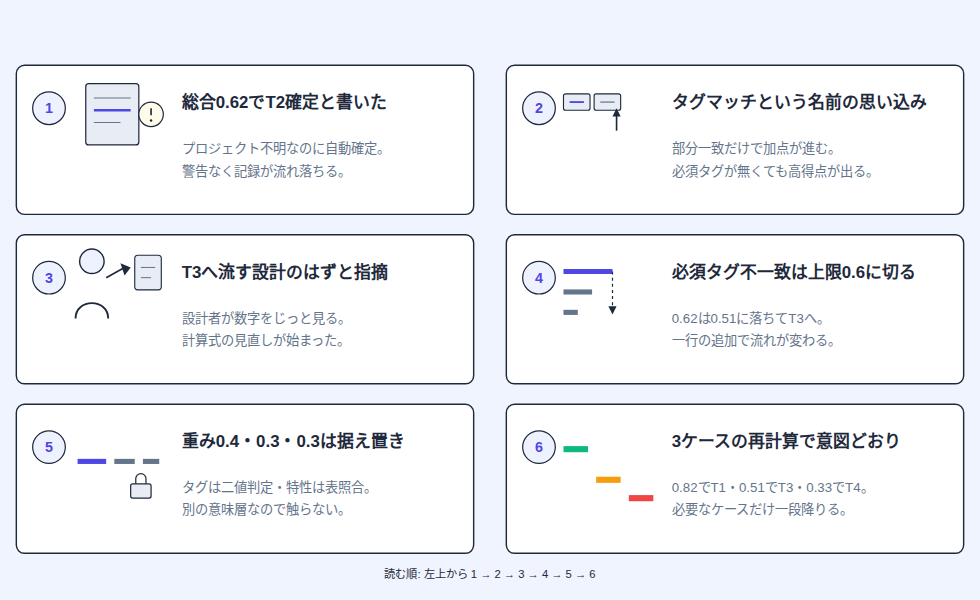 1
総合0.62でT2確定と書いた
プロジェクト不明なのに自動確定。
警告なく記録が流れ落ちる。
2
タグマッチという名前の思い込み
部分一致だけで加点が進む。
必須タグが無くても高得点が出る。
3
T3へ流す設計のはずと指摘
設計者が数字をじっと見る。
計算式の見直しが始まった。
4
必須タグ不一致は上限0.6に切る
0.62は0.51に落ちてT3へ。
一行の追加で流れが変わる。
5
重み0.4・0.3・0.3は据え置き
タグは二値判定・特性は表照合。
別の意味層なので触らない。
6
3ケースの再計算で意図どおり
0.82でT1・0.51でT3・0.33でT4。
必要なケースだけ一段降りる。
読む順: 左上から 1 → 2 → 3 → 4 → 5 → 6